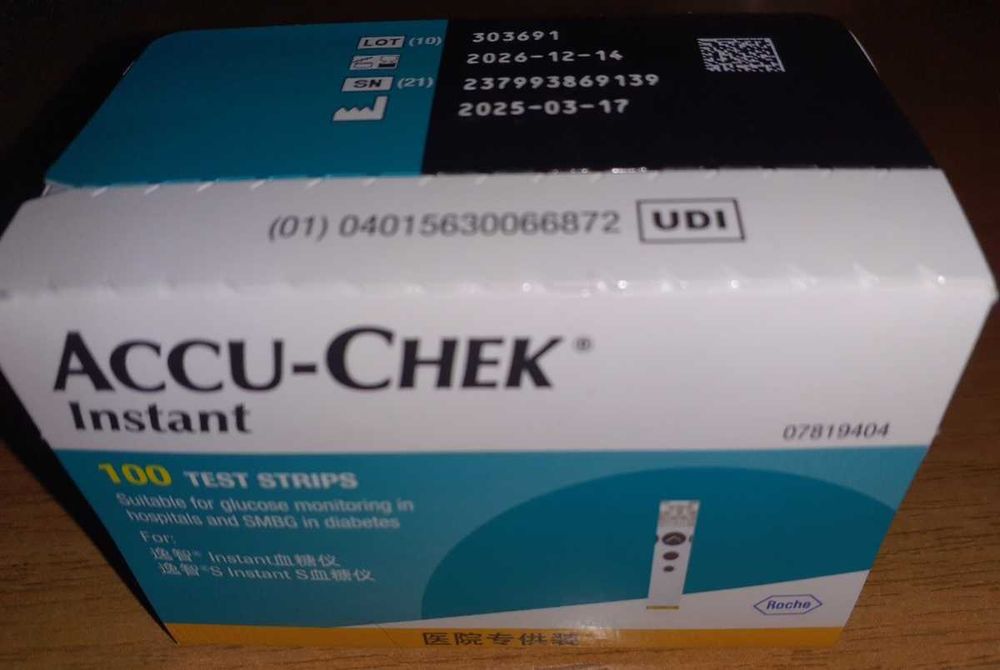 LOT (10) 303691
2026-12-14
SN (21) 237993869139
2025-03-17
(01) 04015630066872 UDI
ACCU-CHEK®
Instant
07819404
100 TEST STRIPS
Suitable for glucose monitoring in
hospitals and SMBG in diabetes
For:
逸智® Instant血糖仪
逸智®S Instant S血糖仪
Roche
医院专供装